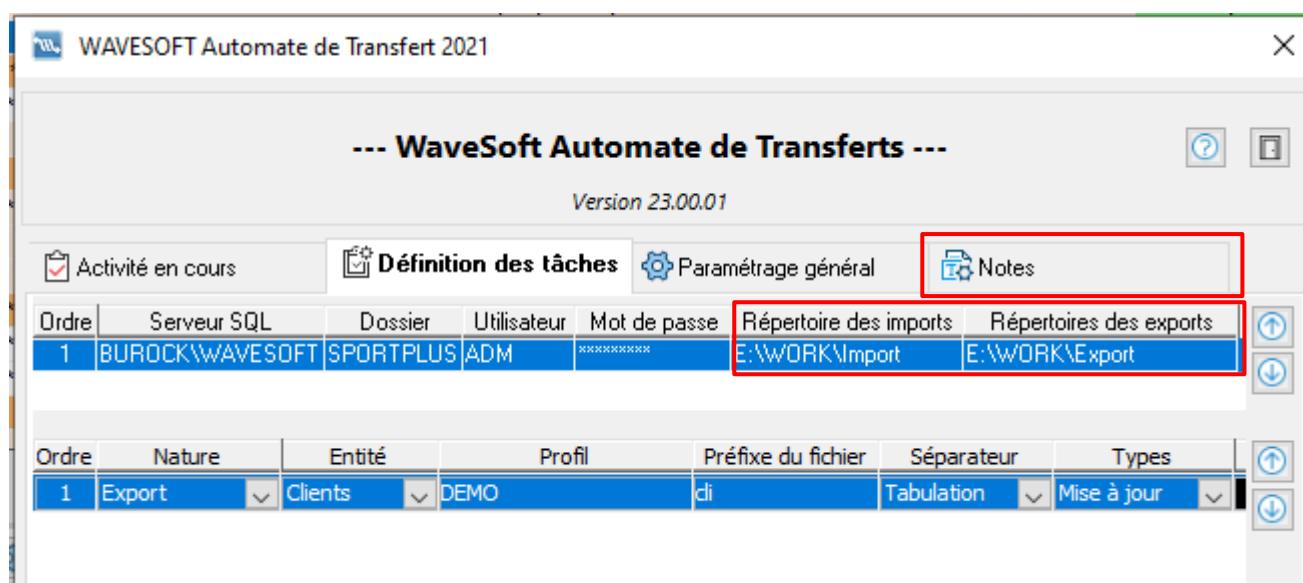 WAVESOFT Automate de Transfert 2021
--- WaveSoft Automate de Transferts ---
Version 23.00.01
Activité en cours Définition des tâches Paramétrage général Notes
Ordre Serveur SQL Dossier Utilisateur Mot de passe Répertoire des imports Répertoires des exports
1 BUROCK\WAVESOFT SPORTPLUS ADM ********* E:\WORK\Import E:\WORK\Export
Ordre Nature Entité Profil Préfixe du fichier Séparateur Types
1 Export Clients DEMO cli Tabulation Mise à jour